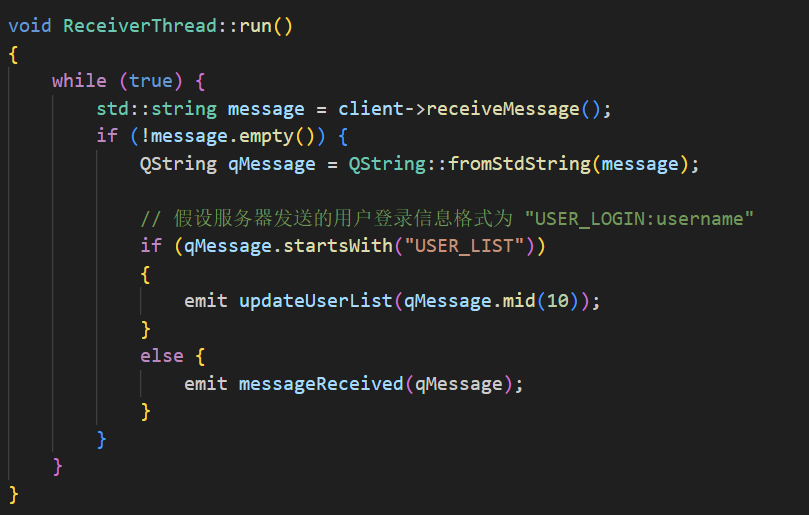 void ReceiverThread::run()
{
    while (true) {
        std::string message = client->receiveMessage();
        if (!message.empty()) {
            QString qMessage = QString::fromStdString(message);

            // 假设服务器发送的用户登录信息格式为 "USER_LOGIN:username"
            if (qMessage.startsWith("USER_LIST"))
            {
                emit updateUserList(qMessage.mid(10));
            }
            else {
                emit messageReceived(qMessage);
            }
        }
    }
}